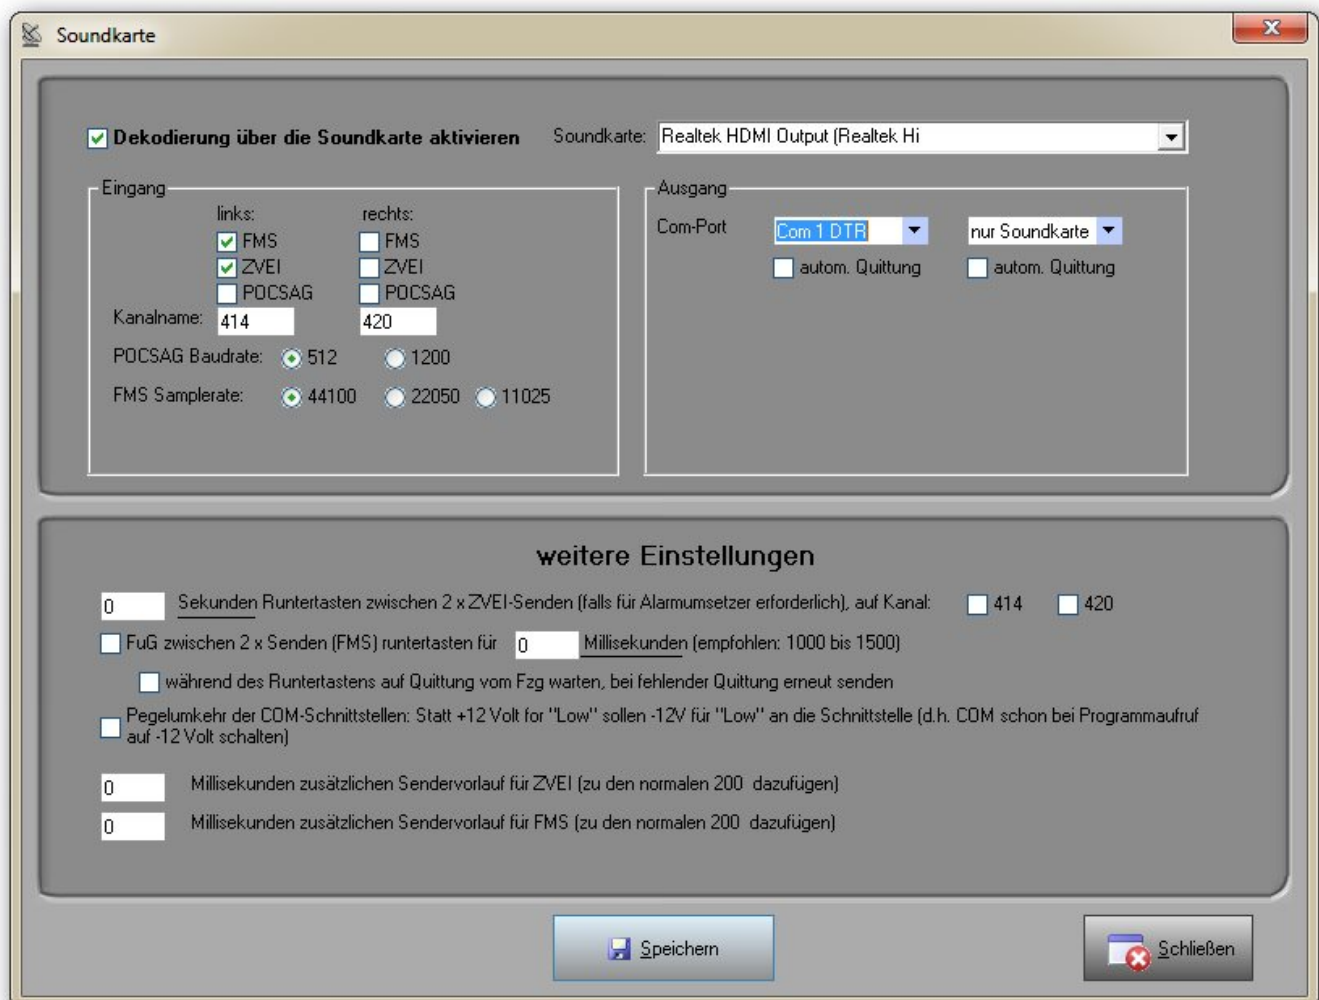 Soundkarte
Dekodierung über die Soundkarte aktivieren
Soundkarte: Realtek HDMI Output (Realtek Hi
Eingang
links: rechts:
FMS FMS
ZVEI ZVEI
POCSAG POCSAG
Kanalname: 414 420
POCSAG Baudrate: 512 1200
FMS Samplerate: 44100 22050 11025
Ausgang
Com-Port Com 1 DTR nur Soundkarte
autom. Quittung autom. Quittung
weitere Einstellungen
0 Sekunden Runtertasten zwischen 2 x ZVEI-Senden (falls für Alarmumsetzer erforderlich), auf Kanal: 414 420
FuG zwischen 2 x Senden (FMS) runtertasten für 0 Millisekunden (empfohlen: 1000 bis 1500)
während des Runtertastens auf Quittung vom Fzg warten, bei fehlender Quittung erneut senden
Pegelumkehr der COM-Schnittstellen: Statt +12 Volt for "Low" sollen -12V für "Low" an die Schnittstelle (d.h. COM schon bei Programmaufruf
auf -12 Volt schalten)
0 Millisekunden zusätzlichen Sendervorlauf für ZVEI (zu den normalen 200 dazufügen)
0 Millisekunden zusätzlichen Sendervorlauf für FMS (zu den normalen 200 dazufügen)
Speichern
Schließen